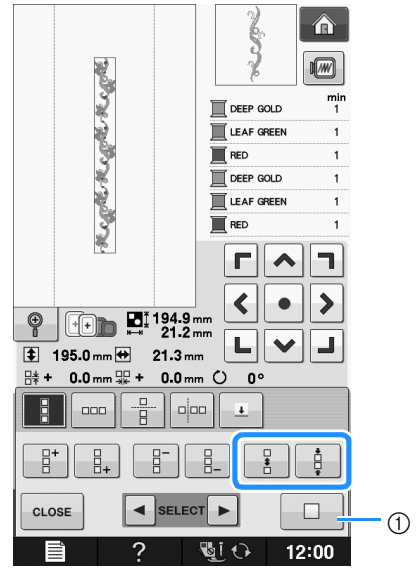 min
DEEP GOLD 1
LEAF GREEN 1
RED 1
DEEP GOLD 1
LEAF GREEN 1
RED 1
194.9 mm
21.2 mm
195.0 mm 21.3 mm
+ 0.0 mm + 0.0 mm 0°
CLOSE SELECT
①
? 12:00